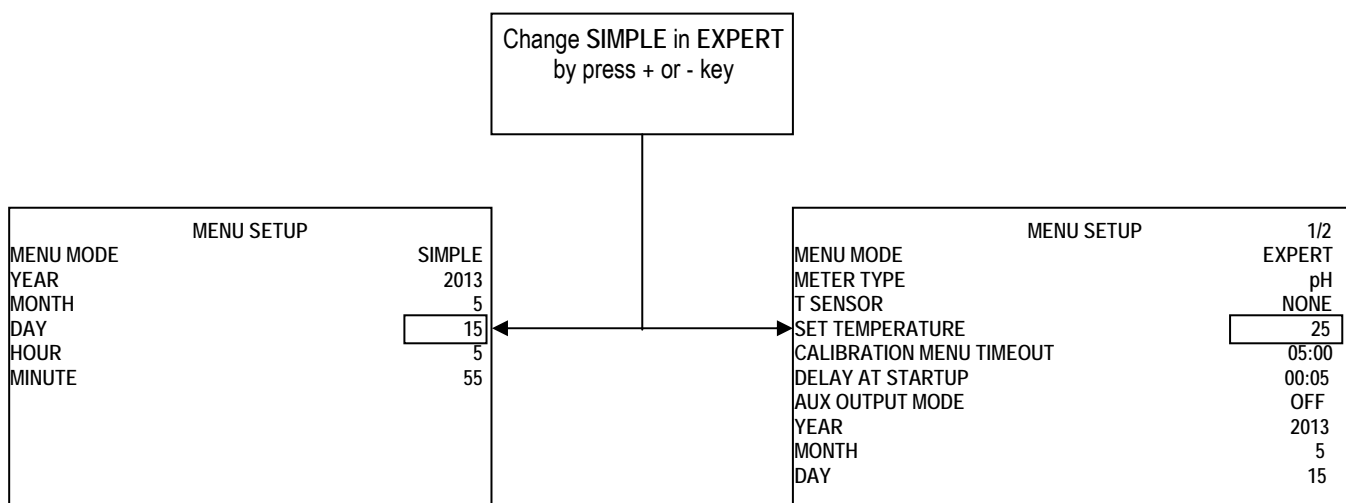 Change SIMPLE in EXPERT
by press + or - key
MENU SETUP
MENU MODE SIMPLE
YEAR 2013
MONTH 5
DAY 15
HOUR 5
MINUTE 55
MENU SETUP 1/2
MENU MODE EXPERT
METER TYPE pH
T SENSOR NONE
SET TEMPERATURE 25
CALIBRATION MENU TIMEOUT 05:00
DELAY AT STARTUP 00:05
AUX OUTPUT MODE OFF
YEAR 2013
MONTH 5
DAY 15